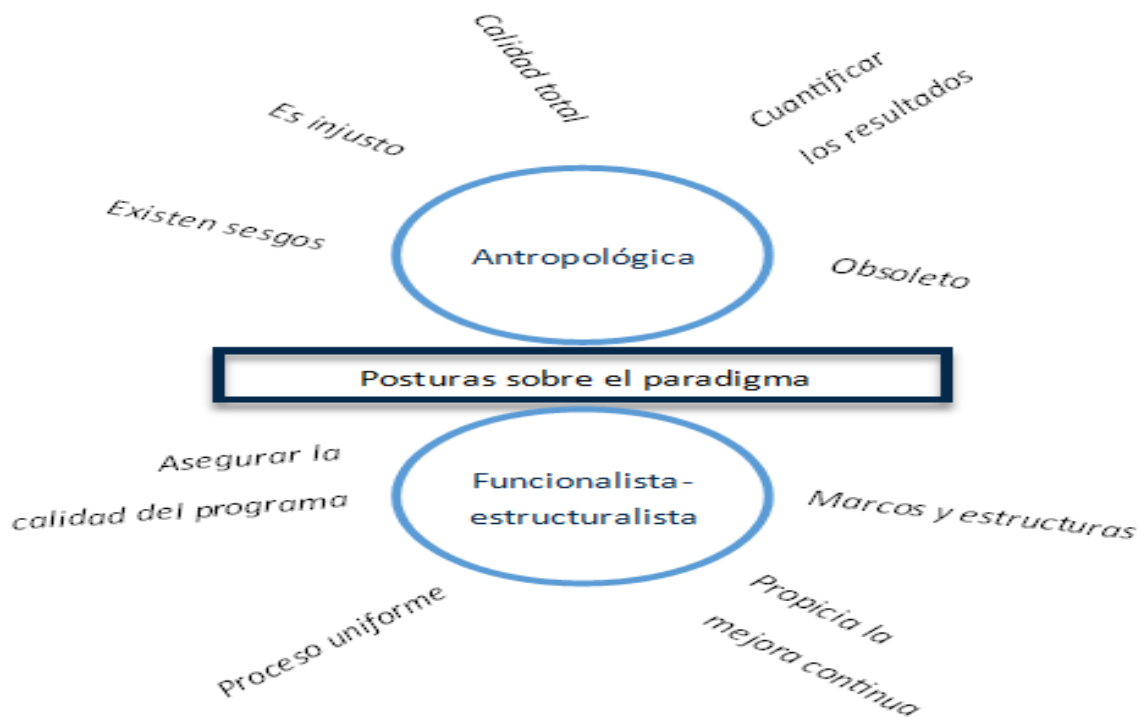 Calidad total
Cuantificar
los resultados
Es injusto
Existen sesgos
Antropológica
Obsoleto
Posturas sobre el paradigma
Asegurar la
calidad del programa
Funcionalista-
estructuralista
Marcos y estructuras
Proceso uniforme
Propicia la
mejora continua